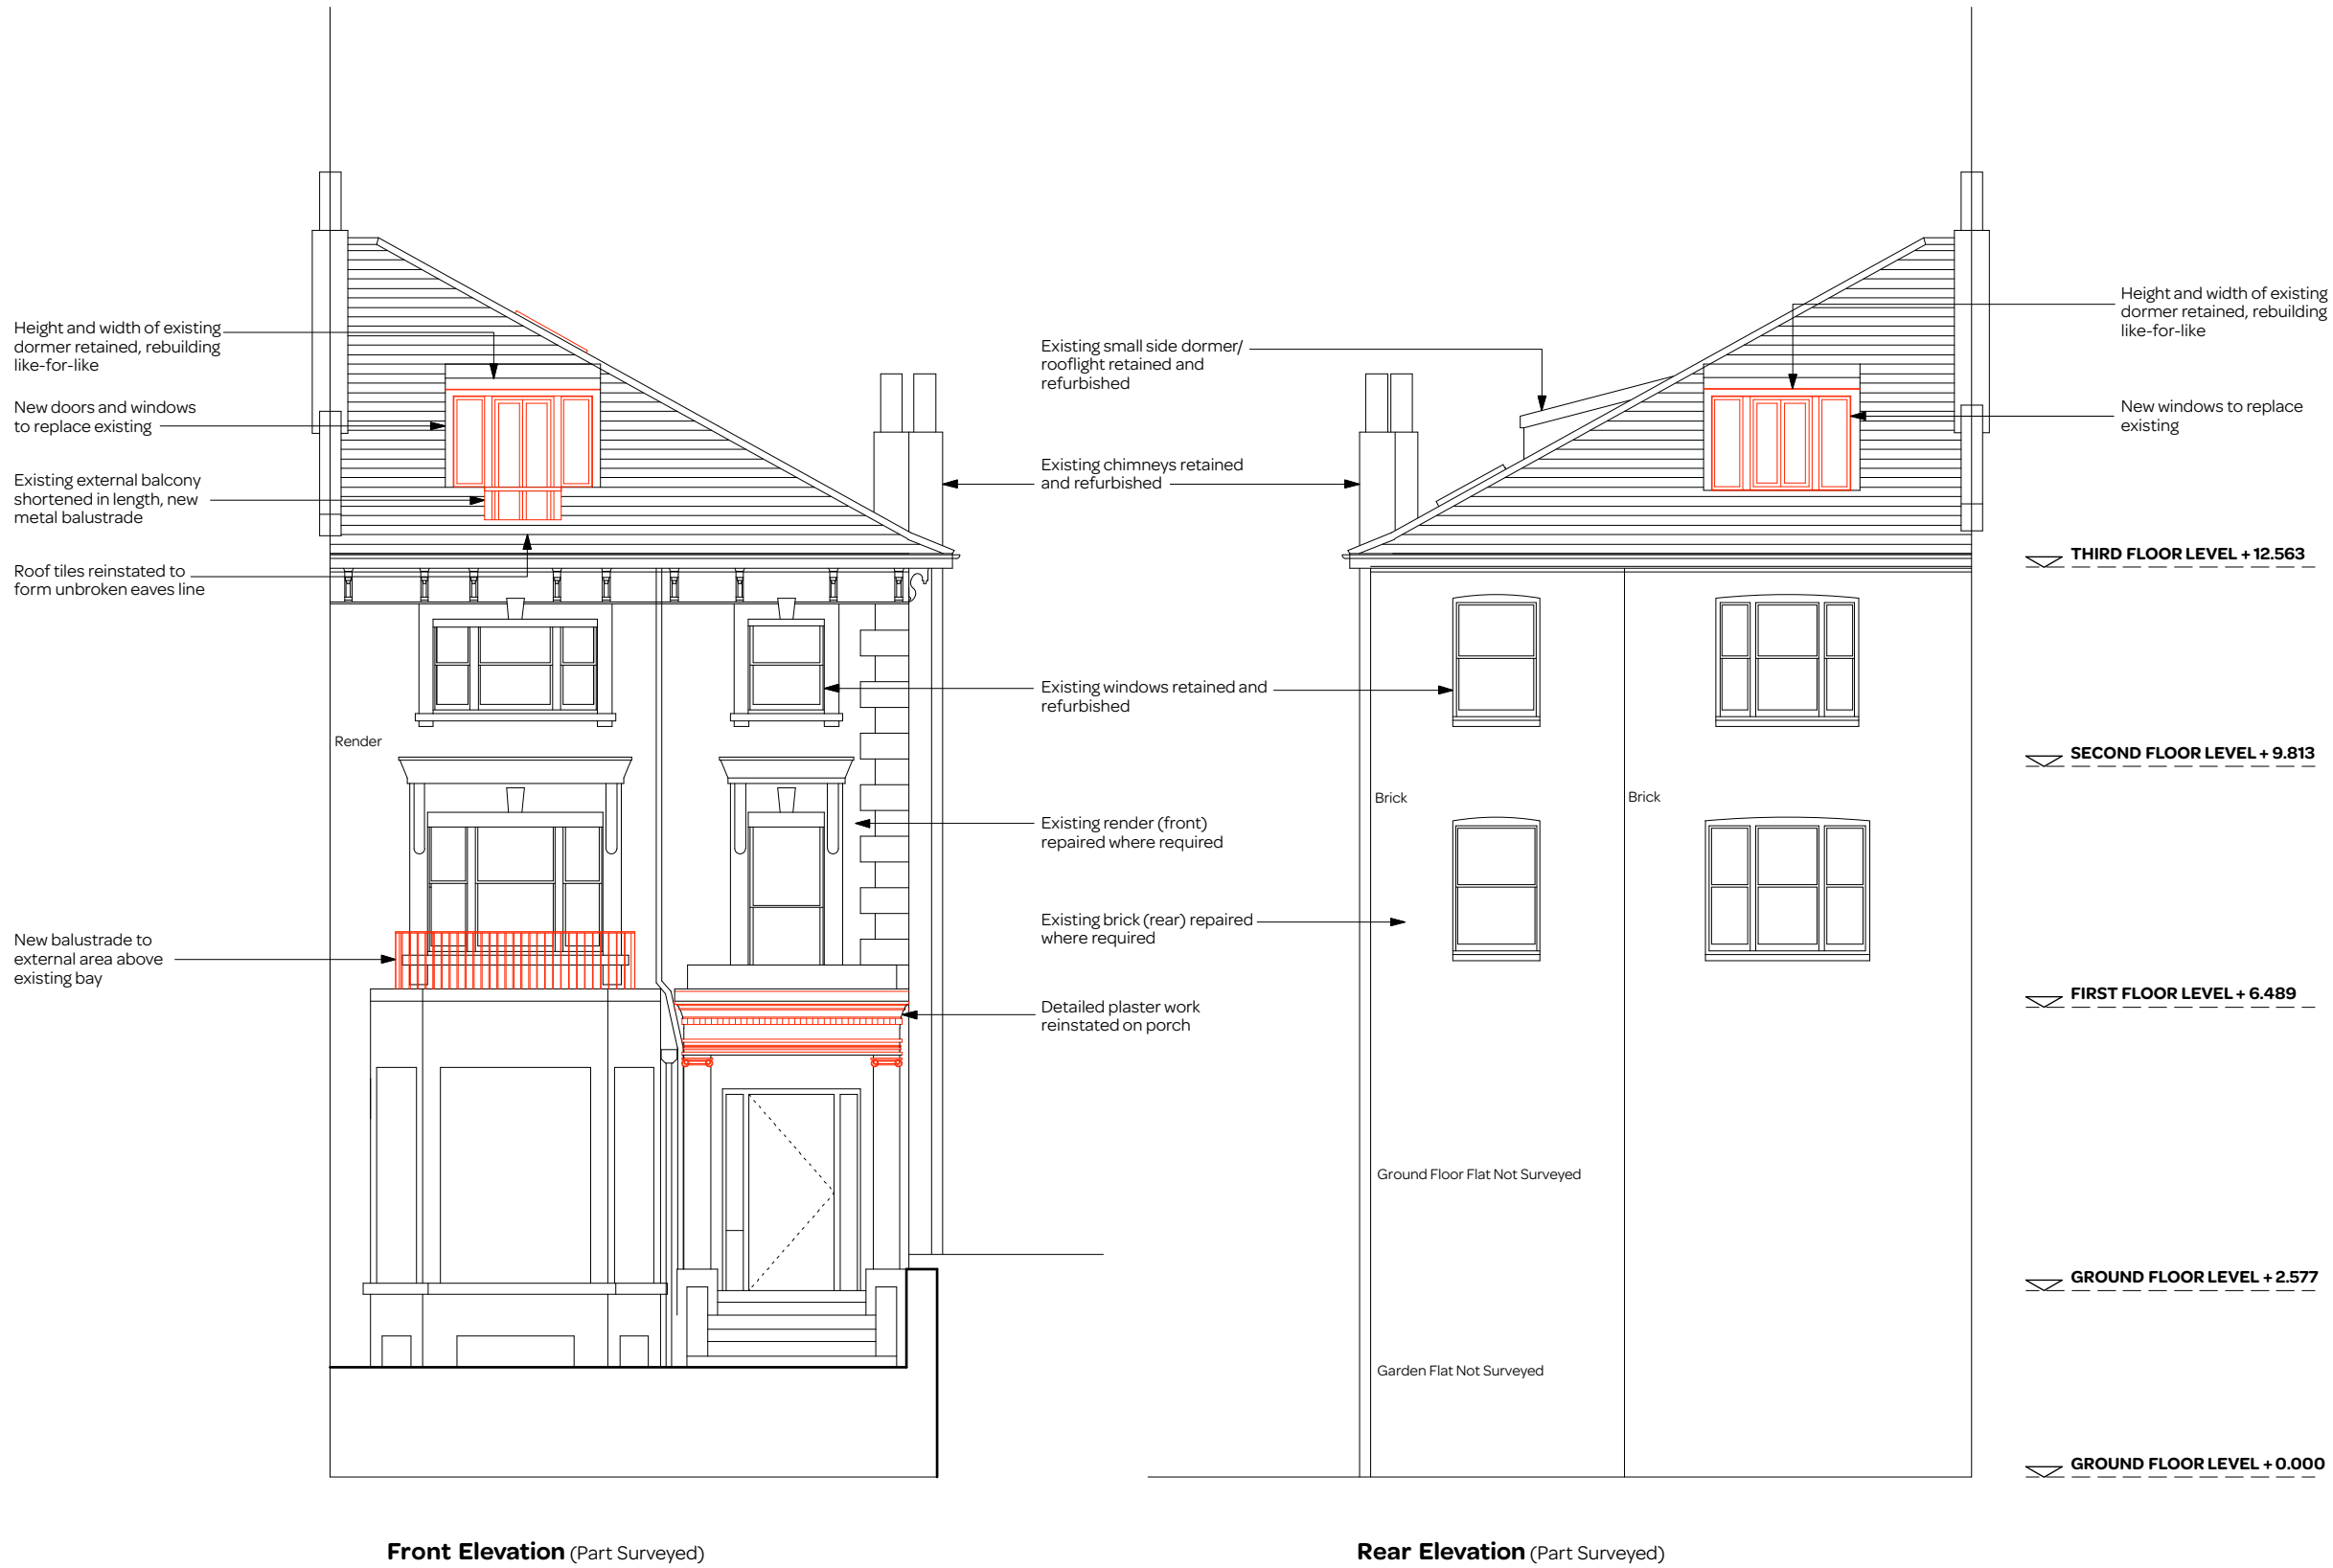 Height and width of existing
dormer retained, rebuilding
like-for-like
New doors and windows
to replace existing
Existing external balcony
shortened in length, new
metal balustrade
Roof tiles reinstated to
form unbroken eaves line
Render
New balustrade to
external area above
existing bay
Existing small side dormer/
rooflight retained and
refurbished
Existing chimneys retained
and refurbished
Existing windows retained and
refurbished
Existing render (front)
repaired where required
Existing brick (rear) repaired
where required
Detailed plaster work
reinstated on porch
Brick
Brick
Ground Floor Flat Not Surveyed
Garden Flat Not Surveyed
Height and width of existing
dormer retained, rebuilding
like-for-like
New windows to replace
existing
THIRD FLOOR LEVEL + 12.563
SECOND FLOOR LEVEL + 9.813
FIRST FLOOR LEVEL + 6.489
GROUND FLOOR LEVEL + 2.577
GROUND FLOOR LEVEL + 0.000
Front Elevation (Part Surveyed)
Rear Elevation (Part Surveyed)